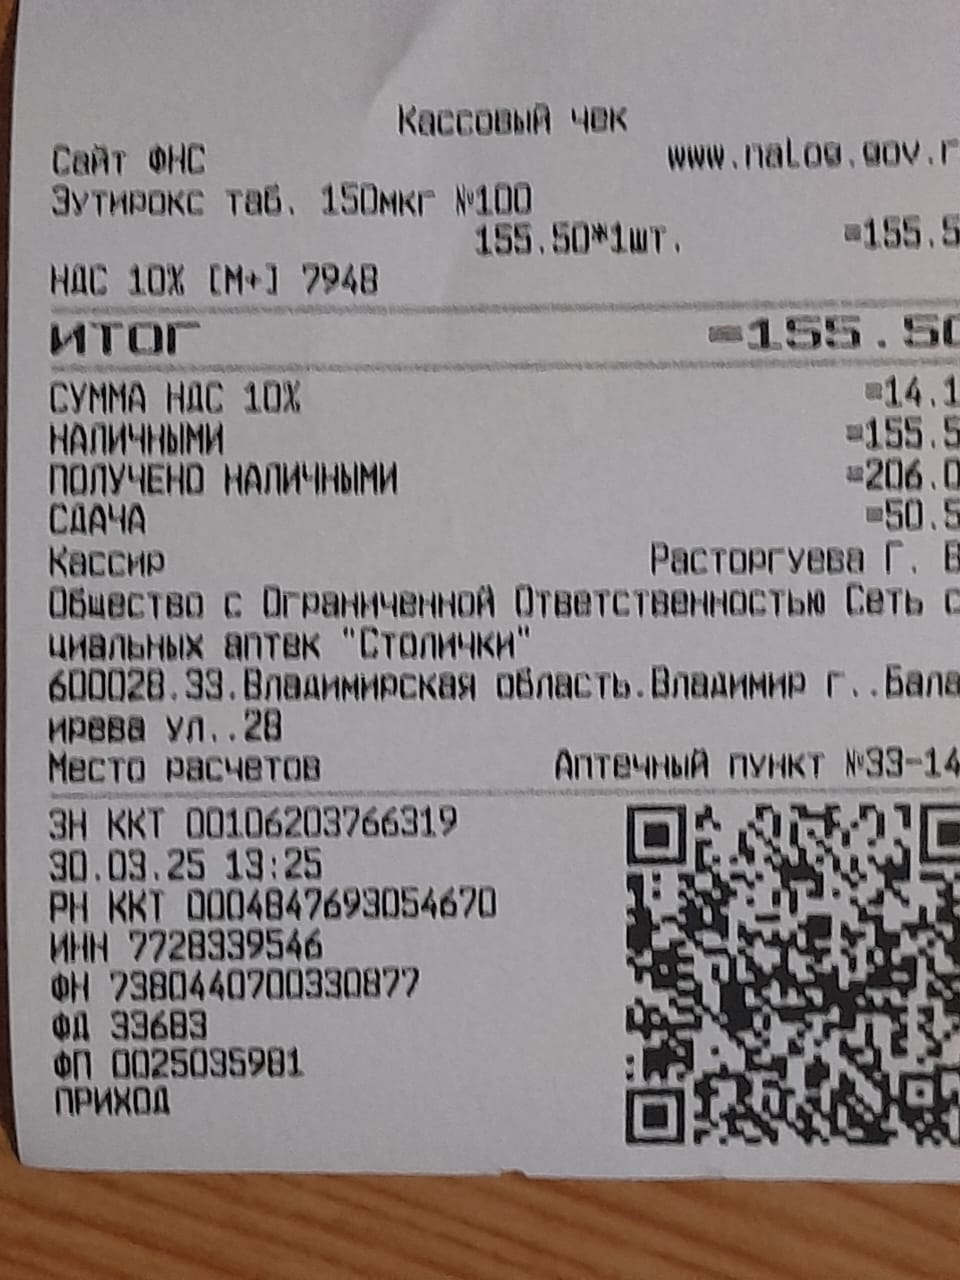 Кассовый чек
Сайт ФНС www.nalog.gov.r
Эутирокс таб. 150мкг №100
155.50*1шт. =155.5
НДС 10% [М+] 7948
ИТОГ =155.50
СУММА НДС 10% =14.1
НАЛИЧНЫМИ =155.5
ПОЛУЧЕНО НАЛИЧНЫМИ =206.0
СДАЧА =50.5
Кассир Расторгуева Г. В
Общество с Ограниченной Ответственностью Сеть с
циальных аптек "Столички"
600028.33.Владимирская область.Владимир г..Бала
ирева ул..28
Место расчетов Аптечный пункт №33-14
ЗН ККТ 00106203766319
30.03.25 13:25
РН ККТ 0004847693054670
ИНН 7728339546
ФН 7380440700330877
ФД 33683
ФП 0025035981
ПРИХОД